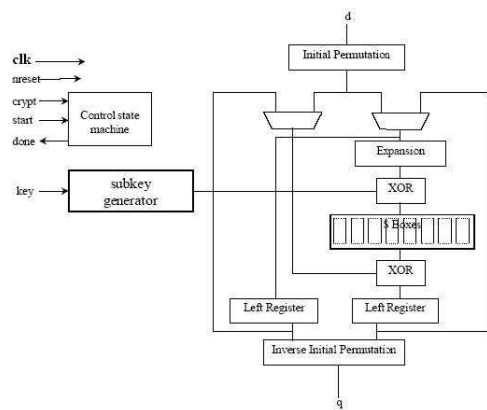 d
Initial Permutation
clk
nreset
crypt
start
done
Control state
machine
Expansion
key
subkey
generator
XOR
S Boxes
XOR
Left Register
Left Register
Inverse Initial Permutation
q